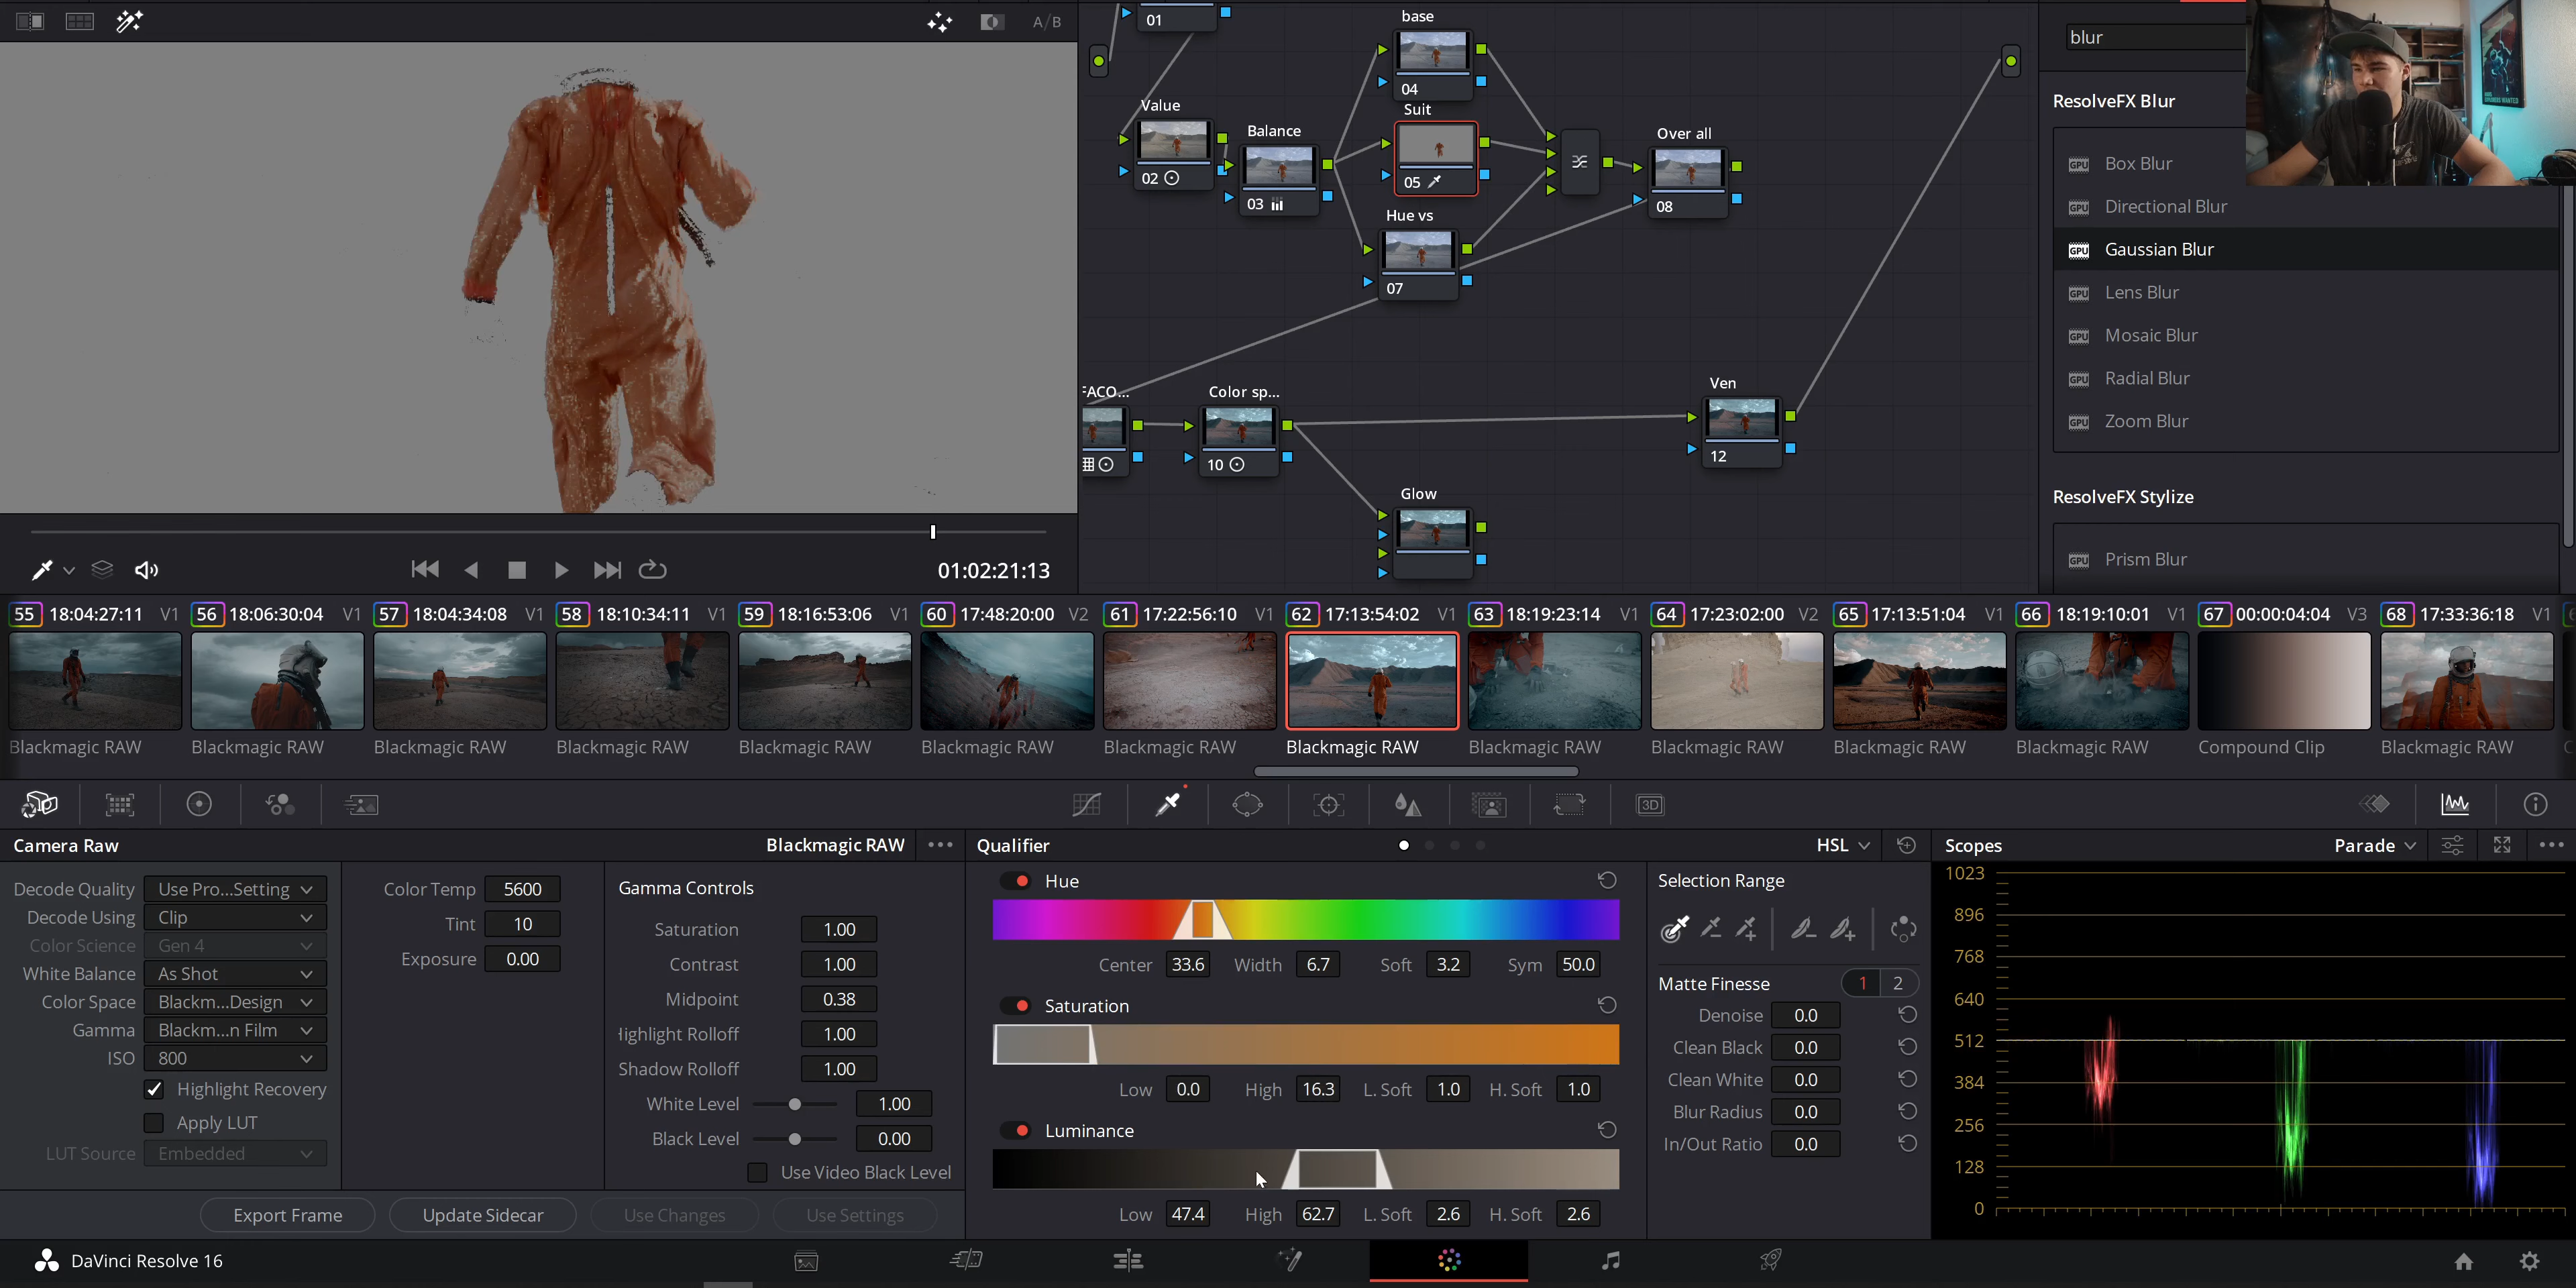 A/B
01
base
04
Value
02
Balance
03
Suit
05
Hue vs
07
Over all
08
FACO...
Color sp...
10
Ven
12
Glow
blur
ResolveFX Blur
GPU Box Blur
GPU Directional Blur
GPU Gaussian Blur
GPU Lens Blur
GPU Mosaic Blur
GPU Radial Blur
GPU Zoom Blur
ResolveFX Stylize
GPU Prism Blur
01:02:21:13
55 18:04:27:11 V1
56 18:06:30:04 V1
57 18:04:34:08 V1
58 18:10:34:11 V1
59 18:16:53:06 V1
60 17:48:20:00 V2
61 17:22:56:10 V1
62 17:13:54:02 V1
63 18:19:23:14 V1
64 17:23:02:00 V2
65 17:13:51:04 V1
66 18:19:10:01 V1
67 00:00:04:04 V3
68 17:33:36:18 V1
Blackmagic RAW
Blackmagic RAW
Blackmagic RAW
Blackmagic RAW
Blackmagic RAW
Blackmagic RAW
Blackmagic RAW
Blackmagic RAW
Blackmagic RAW
Blackmagic RAW
Blackmagic RAW
Blackmagic RAW
Compound Clip
Blackmagic RAW
3D
Camera Raw
Blackmagic RAW
Decode Quality Use Pro...Setting
Decode Using Clip
Color Science Gen 4
White Balance As Shot
Color Space Blackm...Design
Gamma Blackm...n Film
ISO 800
Highlight Recovery
Apply LUT
LUT Source Embedded
Color Temp 5600
Tint 10
Exposure 0.00
Gamma Controls
Saturation 1.00
Contrast 1.00
Midpoint 0.38
Highlight Rolloff 1.00
Shadow Rolloff 1.00
White Level 1.00
Black Level 0.00
Use Video Black Level
Export Frame
Update Sidecar
Use Changes
Use Settings
Qualifier
HSL
Hue
Center 33.6 Width 6.7 Soft 3.2 Sym 50.0
Saturation
Low 0.0 High 16.3 L. Soft 1.0 H. Soft 1.0
Luminance
Low 47.4 High 62.7 L. Soft 2.6 H. Soft 2.6
Selection Range
Matte Finesse 1 2
Denoise 0.0
Clean Black 0.0
Clean White 0.0
Blur Radius 0.0
In/Out Ratio 0.0
Scopes
Parade
1023
896
768
640
512
384
256
128
0
DaVinci Resolve 16